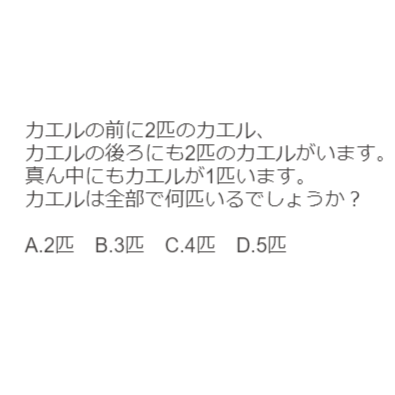 カエルの前に2匹のカエル、
カエルの後ろにも2匹のカエルがいます。
真ん中にもカエルが1匹います。
カエルは全部で何匹いるでしょうか？
A.2匹　B.3匹　C.4匹　D.5匹